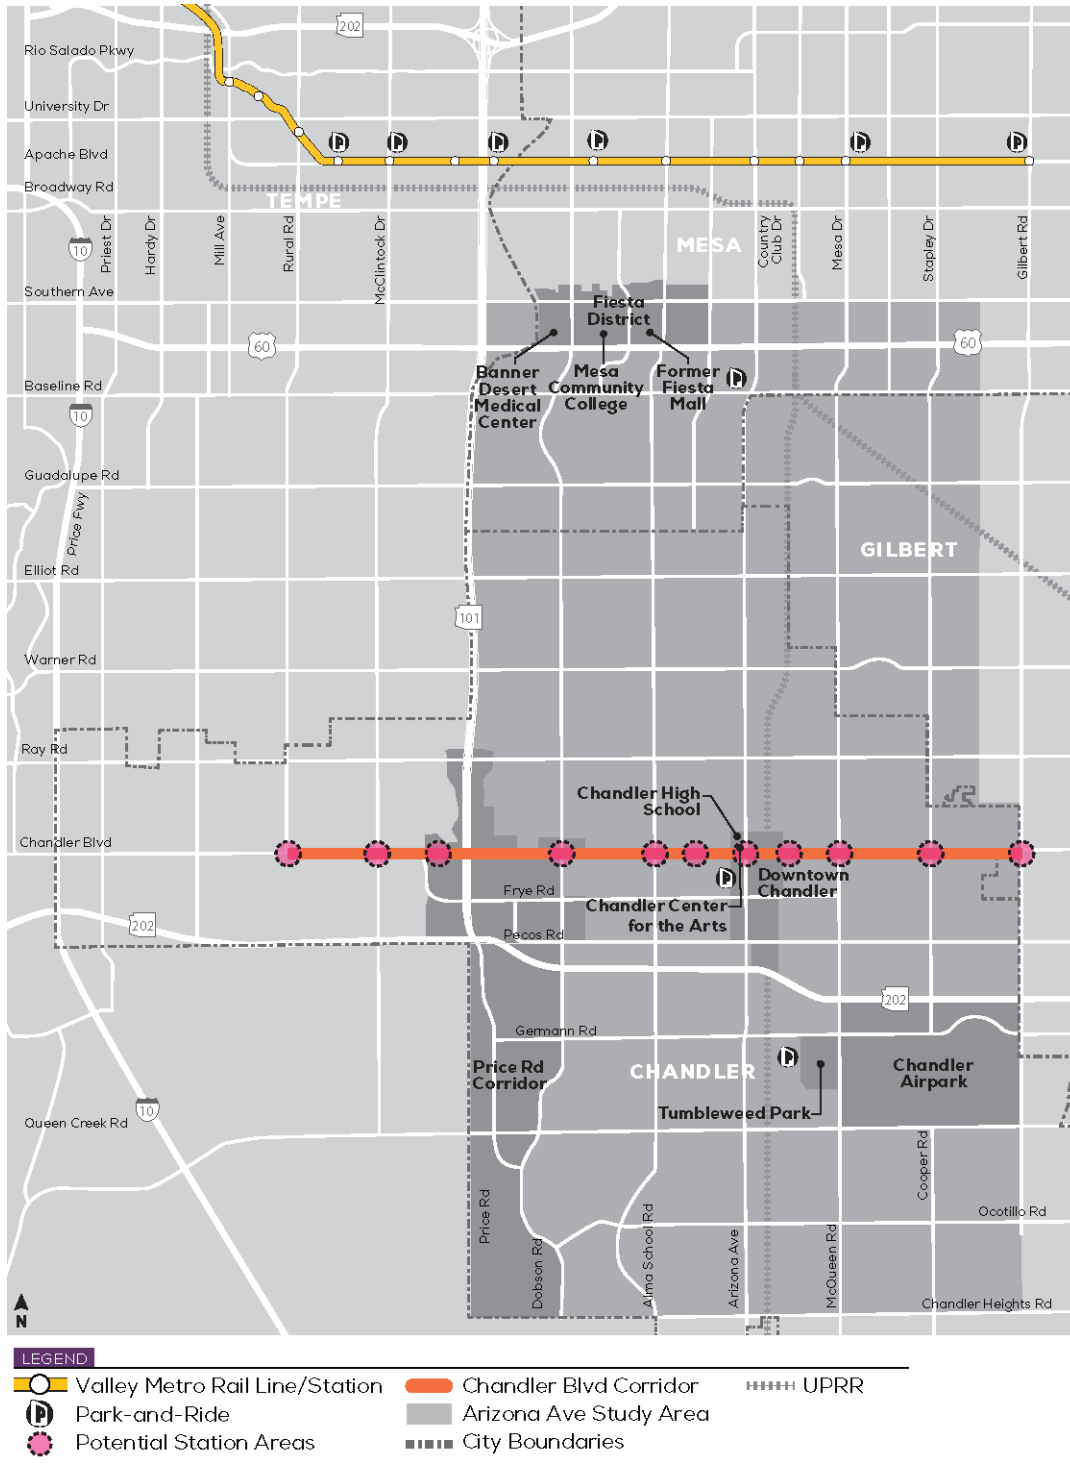 202
Rio Salado Pkwy
University Dr
Apache Blvd
Broadway Rd
TEMPE
MESA
10
Priest Dr
Hardy Dr
Mill Ave
Rural Rd
McClintock Dr
Country
Club Dr
Mesa Dr
Stapley Dr
Gilbert Rd
Southern Ave
Fiesta
District
60
60
Banner
Desert
Medical
Center
Mesa
Community
College
Former
Fiesta
Mall
Baseline Rd
10
Guadalupe Rd
Price Fwy
GILBERT
Elliot Rd
101
Warner Rd
Ray Rd
Chandler High
School
Chandler Blvd
Downtown
Chandler
Frye Rd
Chandler Center
for the Arts
202
Pecos Rd
202
Germann Rd
Price Rd
Corridor
CHANDLER
Chandler
Airpark
Tumbleweed Park
10
Queen Creek Rd
Cooper Rd
Price Rd
Dobson Rd
Alma School Rd
Arizona Ave
McQueen Rd
Ocotillo Rd
Chandler Heights Rd
N
LEGEND
Valley Metro Rail Line/Station
Chandler Blvd Corridor
UPRR
Park-and-Ride
Arizona Ave Study Area
Potential Station Areas
City Boundaries